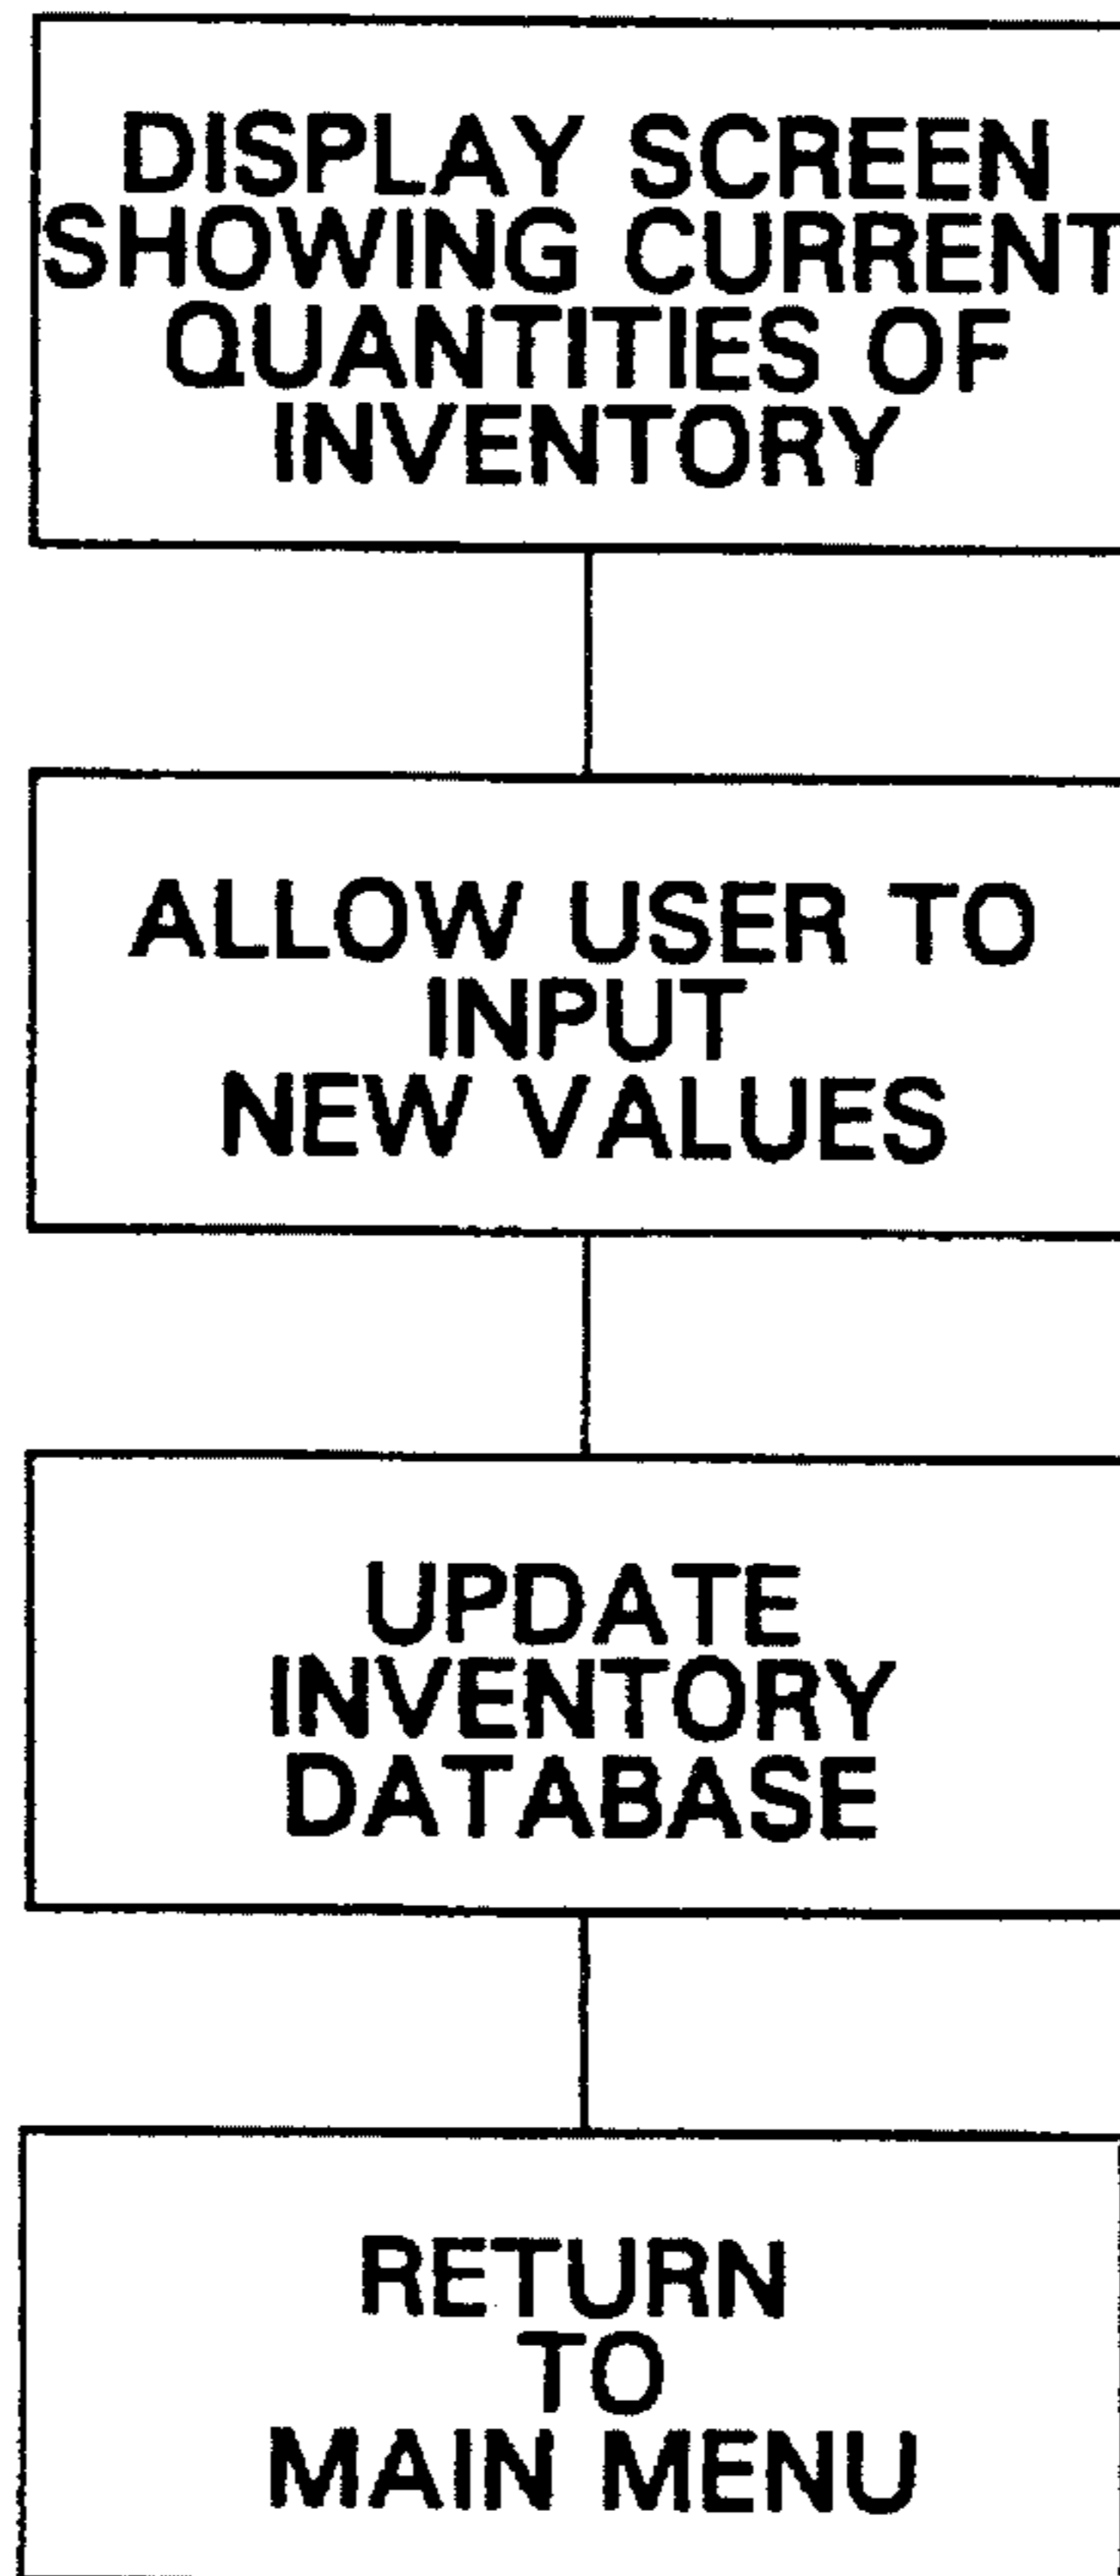 DISPLAY SCREEN
SHOWING CURRENT
QUANTITIES OF
INVENTORY
ALLOW USER TO
INPUT
NEW VALUES
UPDATE
INVENTORY
DATABASE
RETURN
TO
MAIN MENU